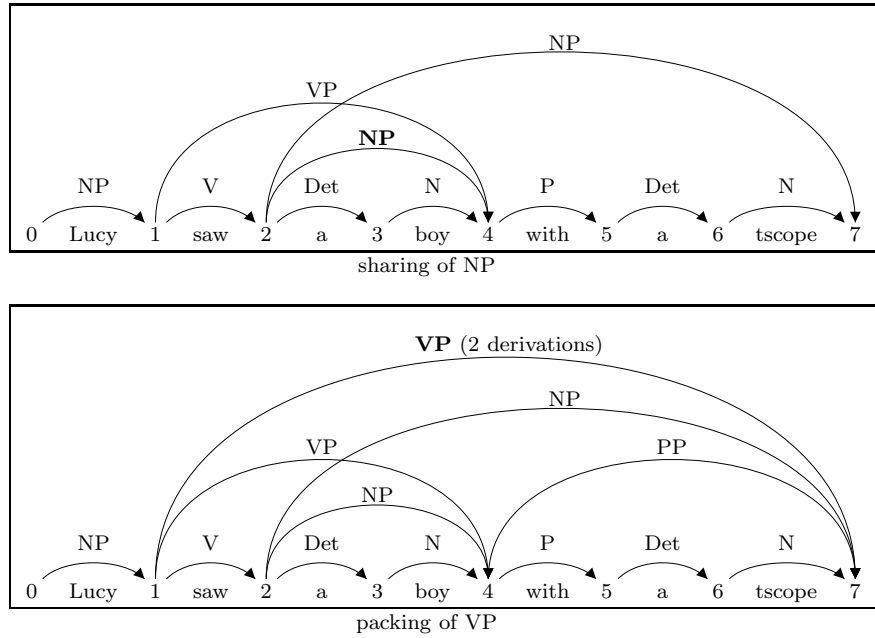 NP
VP
NP
NP V Det N P Det N
0 Lucy 1 saw 2 a 3 boy 4 with 5 a 6 tscope 7
sharing of NP
VP (2 derivations)
NP
VP PP
NP
NP V Det N P Det N
0 Lucy 1 saw 2 a 3 boy 4 with 5 a 6 tscope 7
packing of VP